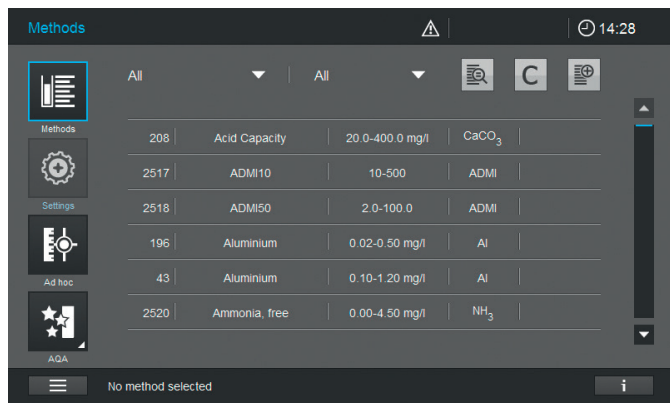 Methods 14:28
All All C
Methods
208 Acid Capacity 20.0-400.0 mg/l CaCO3
2517 ADMI10 10-500 ADMI
Settings
2518 ADMI50 2.0-100.0 ADMI
196 Aluminium 0.02-0.50 mg/l Al
Ad hoc
43 Aluminium 0.10-1.20 mg/l Al
2520 Ammonia, free 0.00-4.50 mg/l NH3
AQA
No method selected i